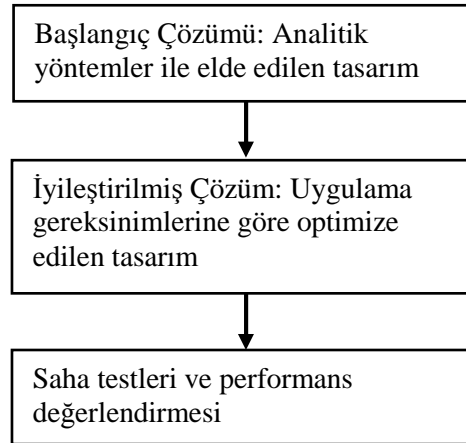 Başlangıç Çözümü: Analitik
yöntemler ile elde edilen tasarım
İyileştirilmiş Çözüm: Uygulama
gereksinimlerine göre optimize
edilen tasarım
Saha testleri ve performans
değerlendirmesi